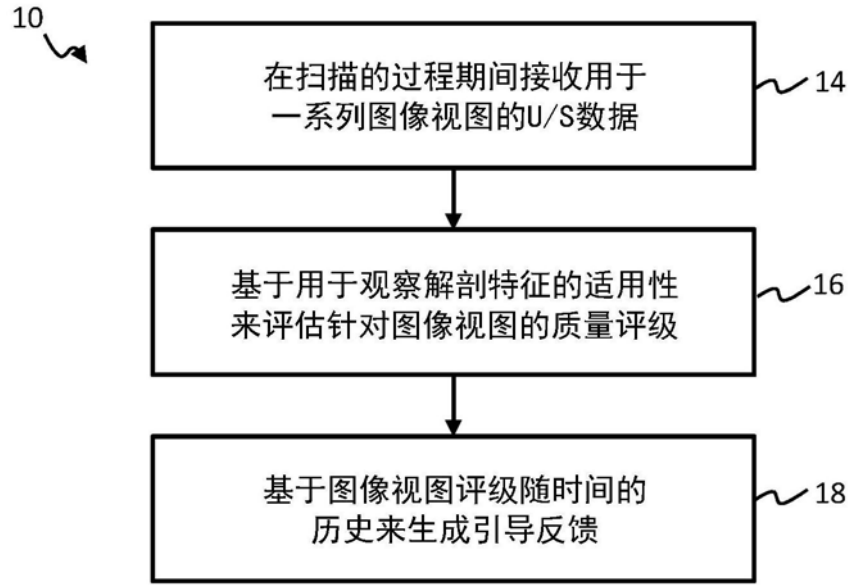 10
在扫描的过程期间接收用于
一系列图像视图的U/S数据
14
基于用于观察解剖特征的适用性
来评估针对图像视图的质量评级
16
基于图像视图评级随时间的
历史来生成引导反馈
18